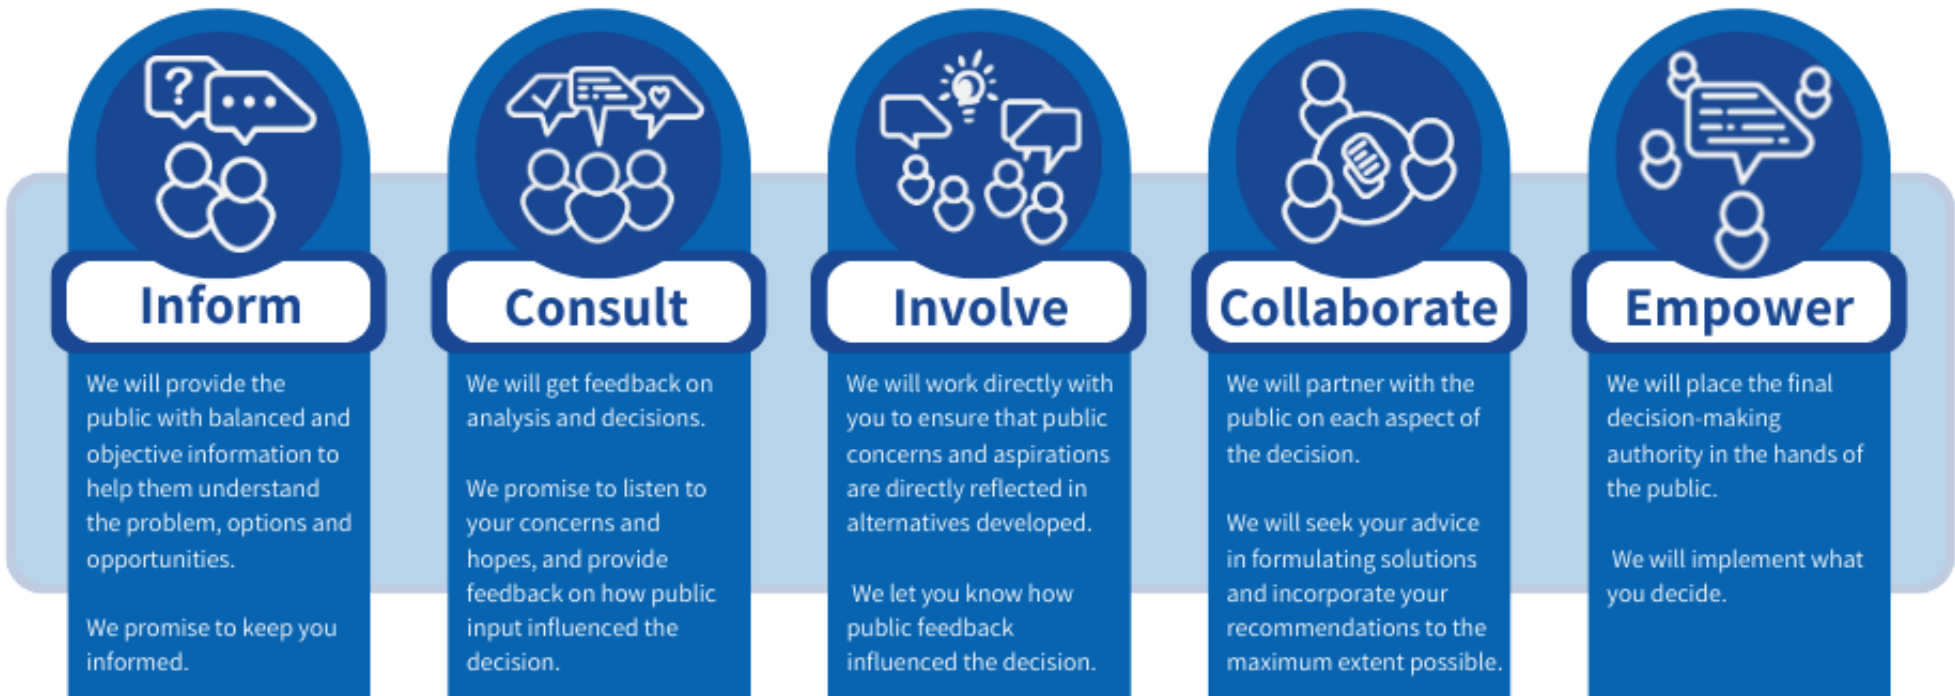 ?
Inform
We will provide the
public with balanced and
objective information to
help them understand
the problem, options and
opportunities.
We promise to keep you
informed.
Consult
We will get feedback on
analysis and decisions.
We promise to listen to
your concerns and
hopes, and provide
feedback on how public
input influenced the
decision.
Involve
We will work directly with
you to ensure that public
concerns and aspirations
are directly reflected in
alternatives developed.
We let you know how
public feedback
influenced the decision.
Collaborate
We will partner with the
public on each aspect of
the decision.
We will seek your advice
in formulating solutions
and incorporate your
recommendations to the
maximum extent possible.
Empower
We will place the final
decision-making
authority in the hands of
the public.
We will implement what
you decide.